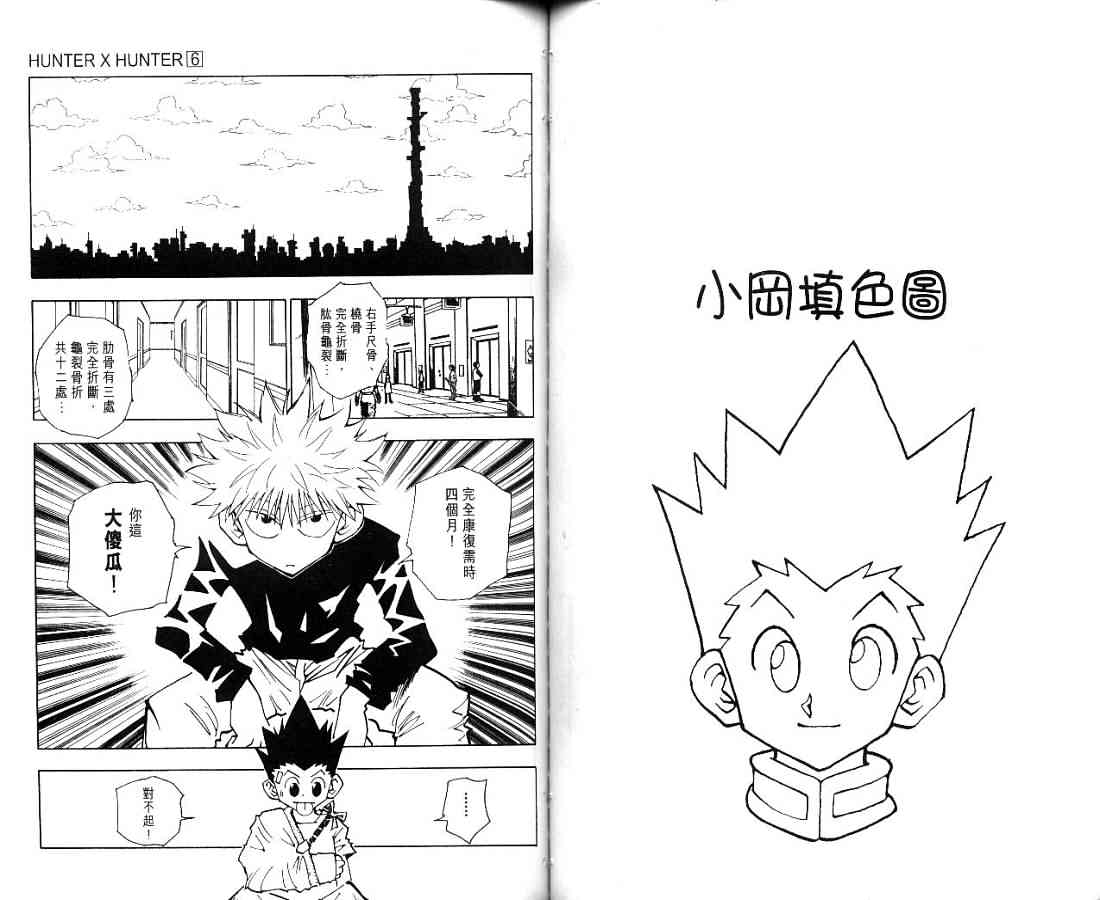 小岡填色圖
HUNTER X HUNTER 6
右手尺骨、
橈骨
完全折斷，
肱骨龜裂…
肋骨有三處
完全折斷，
龜裂骨折
共十二處…
完全康復需時
四個月！
你這
大傻瓜！
………
對不起！